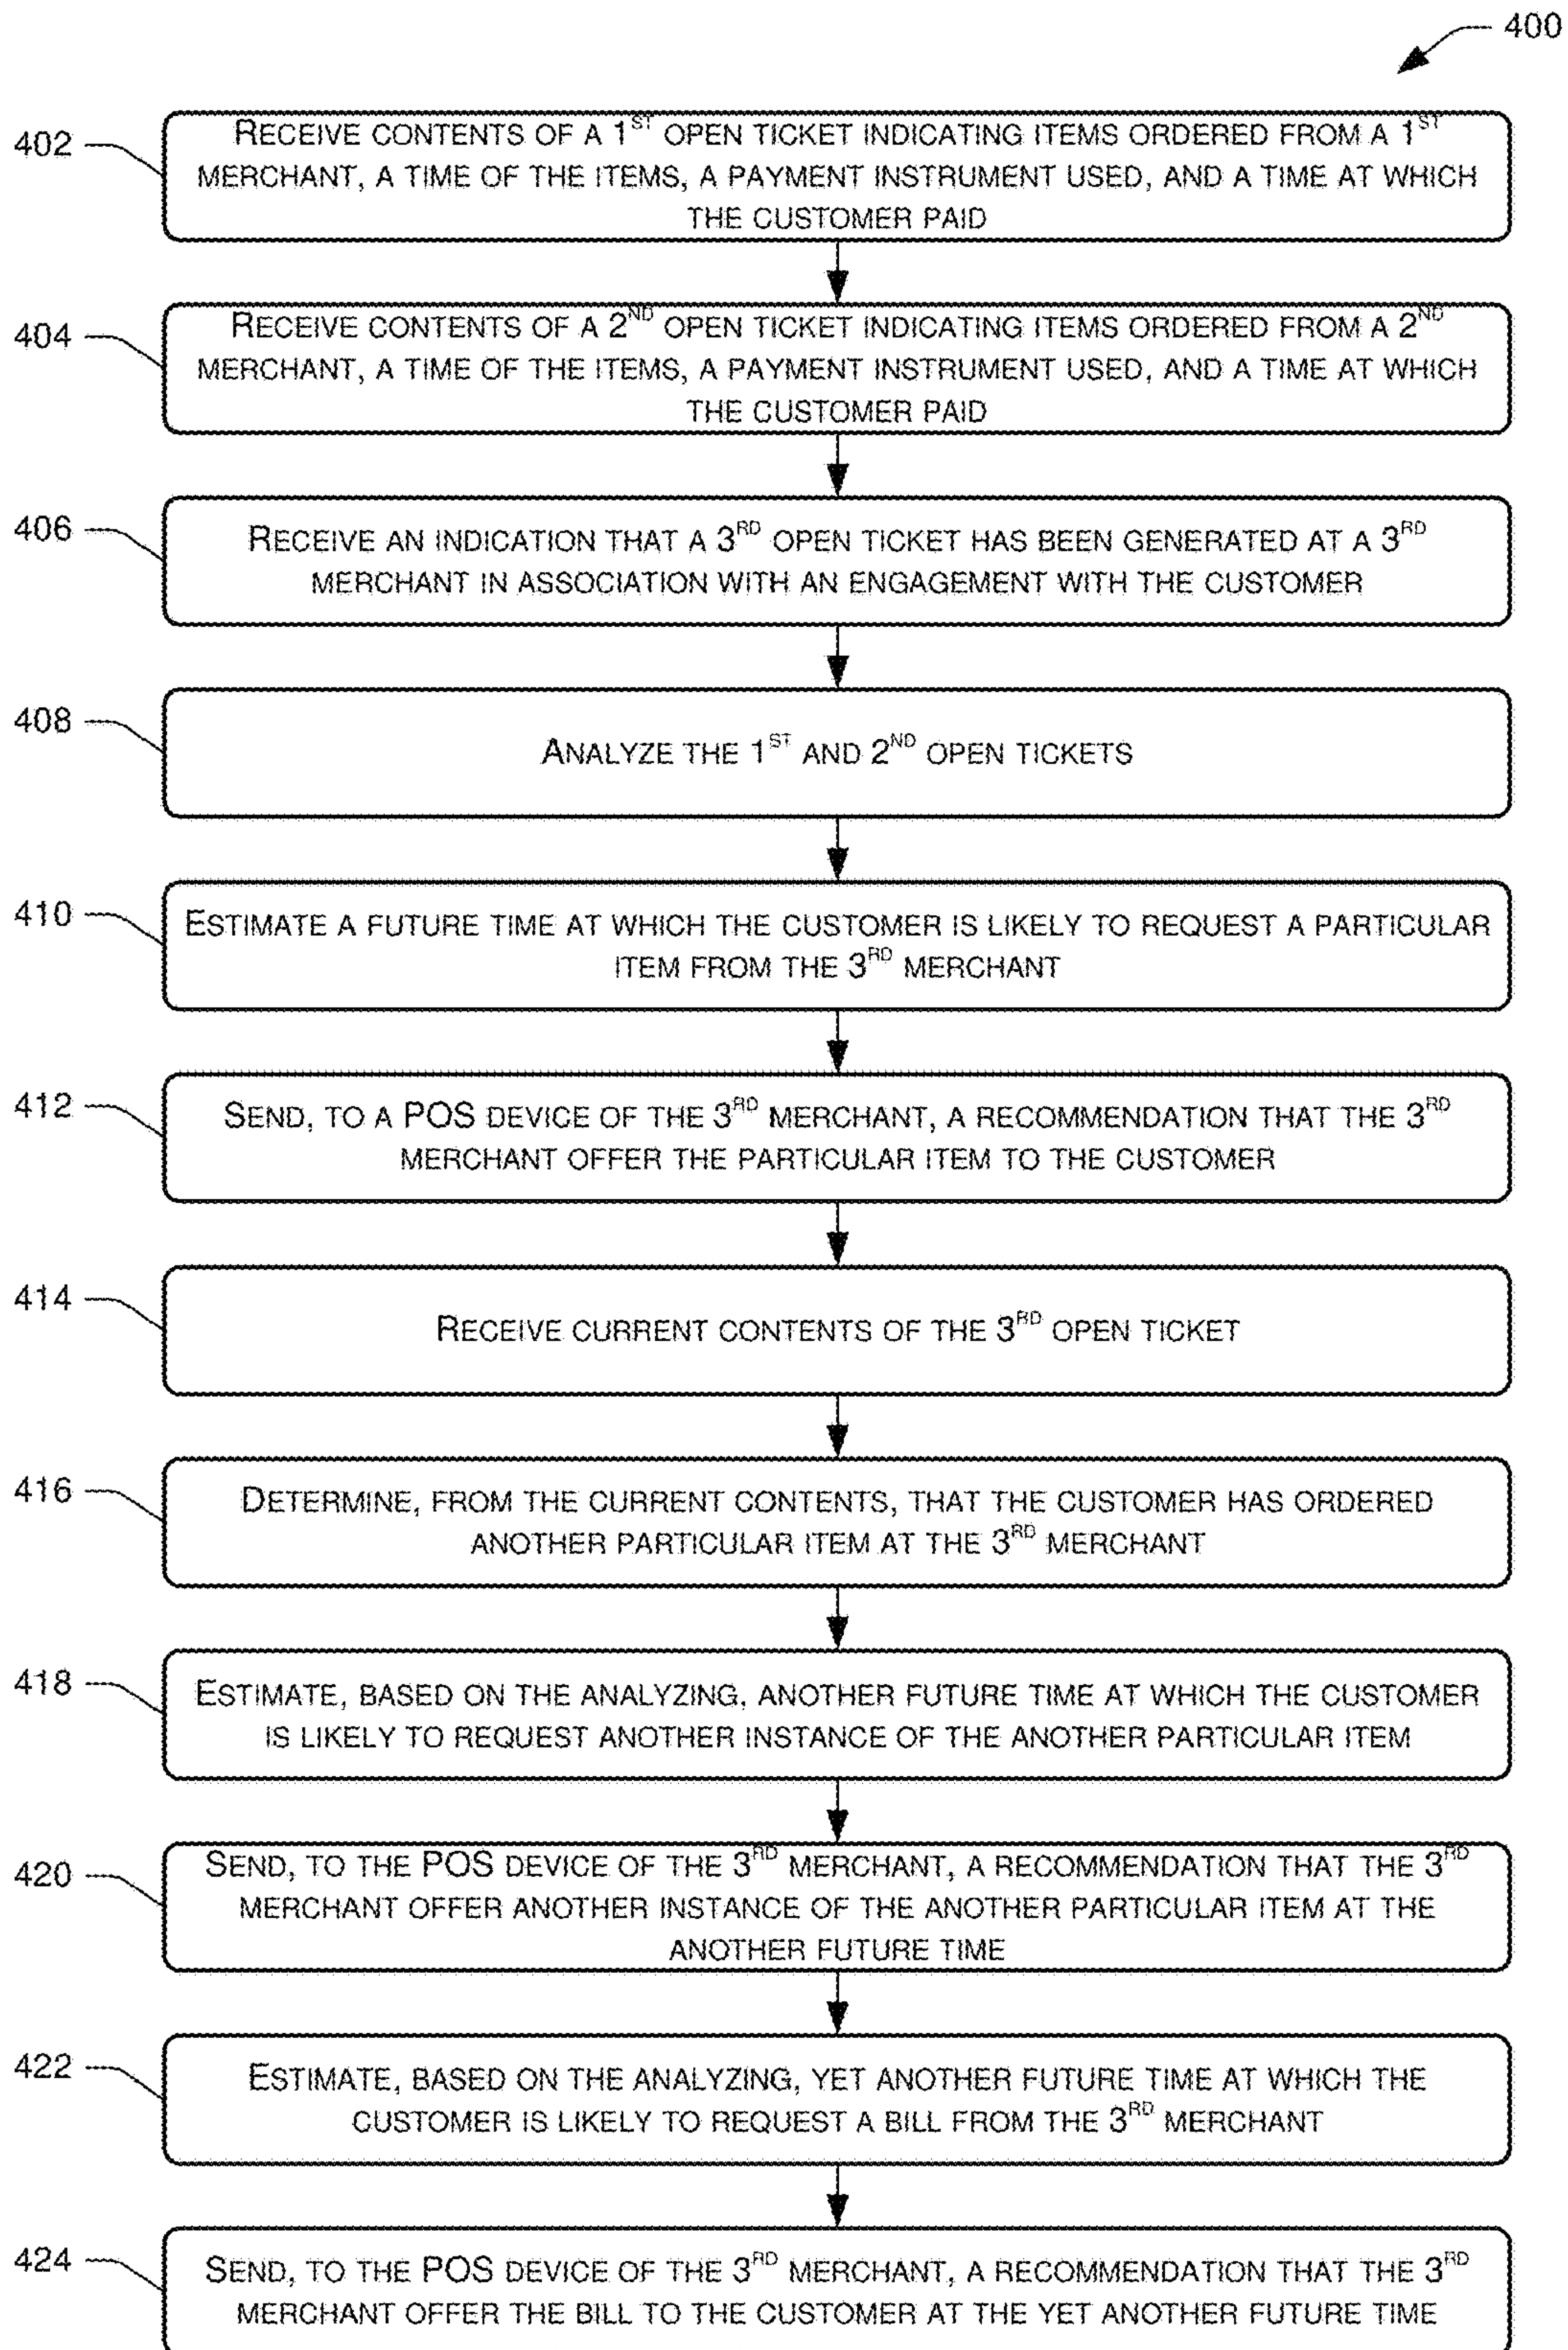 400
402
RECEIVE CONTENTS OF A 1ST OPEN TICKET INDICATING ITEMS ORDERED FROM A 1ST
MERCHANT, A TIME OF THE ITEMS, A PAYMENT INSTRUMENT USED, AND A TIME AT WHICH
THE CUSTOMER PAID
404
RECEIVE CONTENTS OF A 2ND OPEN TICKET INDICATING ITEMS ORDERED FROM A 2ND
MERCHANT, A TIME OF THE ITEMS, A PAYMENT INSTRUMENT USED, AND A TIME AT WHICH
THE CUSTOMER PAID
406
RECEIVE AN INDICATION THAT A 3RD OPEN TICKET HAS BEEN GENERATED AT A 3RD
MERCHANT IN ASSOCIATION WITH AN ENGAGEMENT WITH THE CUSTOMER
408
ANALYZE THE 1ST AND 2ND OPEN TICKETS
410
ESTIMATE A FUTURE TIME AT WHICH THE CUSTOMER IS LIKELY TO REQUEST A PARTICULAR
ITEM FROM THE 3RD MERCHANT
412
SEND, TO A POS DEVICE OF THE 3RD MERCHANT, A RECOMMENDATION THAT THE 3RD
MERCHANT OFFER THE PARTICULAR ITEM TO THE CUSTOMER
414
RECEIVE CURRENT CONTENTS OF THE 3RD OPEN TICKET
416
DETERMINE, FROM THE CURRENT CONTENTS, THAT THE CUSTOMER HAS ORDERED
ANOTHER PARTICULAR ITEM AT THE 3RD MERCHANT
418
ESTIMATE, BASED ON THE ANALYZING, ANOTHER FUTURE TIME AT WHICH THE CUSTOMER
IS LIKELY TO REQUEST ANOTHER INSTANCE OF THE ANOTHER PARTICULAR ITEM
420
SEND, TO THE POS DEVICE OF THE 3RD MERCHANT, A RECOMMENDATION THAT THE 3RD
MERCHANT OFFER ANOTHER INSTANCE OF THE ANOTHER PARTICULAR ITEM AT THE
ANOTHER FUTURE TIME
422
ESTIMATE, BASED ON THE ANALYZING, YET ANOTHER FUTURE TIME AT WHICH THE
CUSTOMER IS LIKELY TO REQUEST A BILL FROM THE 3RD MERCHANT
424
SEND, TO THE POS DEVICE OF THE 3RD MERCHANT, A RECOMMENDATION THAT THE 3RD
MERCHANT OFFER THE BILL TO THE CUSTOMER AT THE YET ANOTHER FUTURE TIME